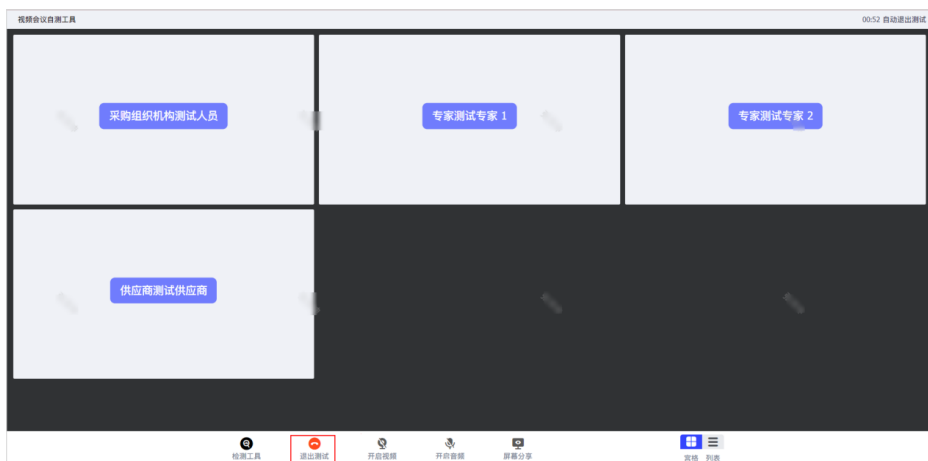 视频会议自测工具
00:52 自动退出测试
采购组织机构测试人员
专家测试专家 1
专家测试专家 2
供应商测试供应商
检测工具
退出测试
开启视频
开启音频
屏幕分享
宫格
列表